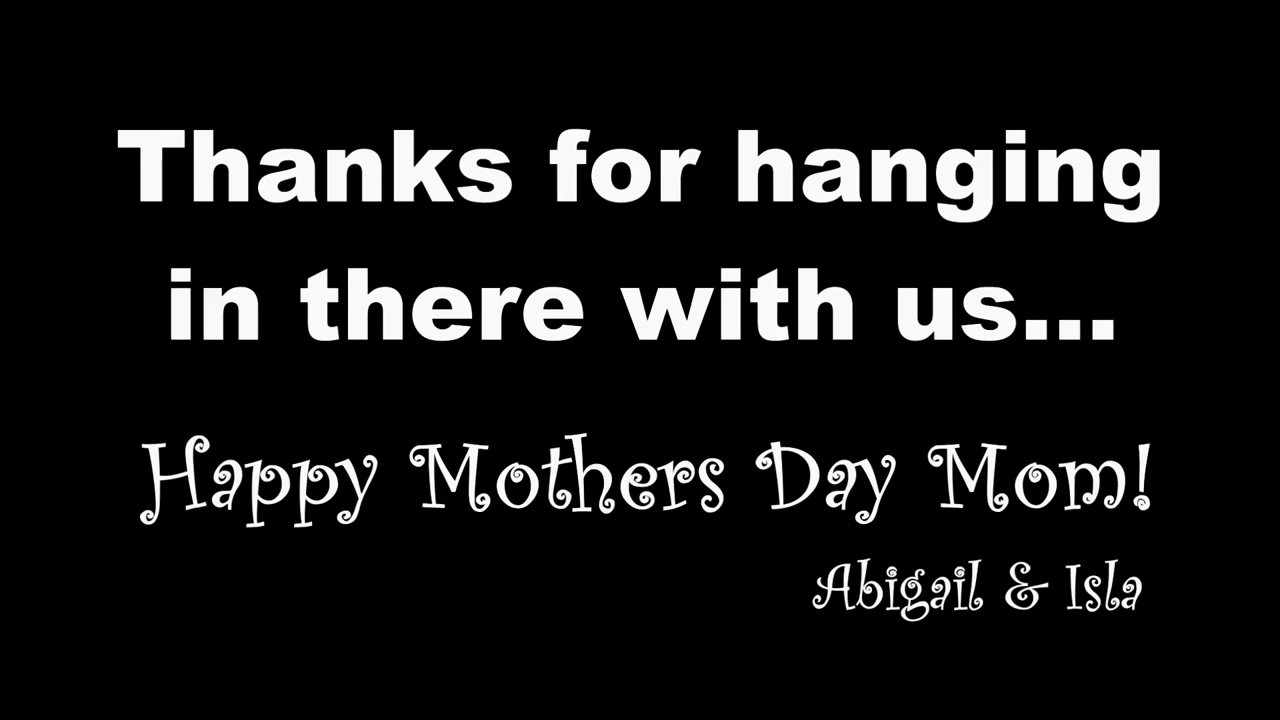 Thanks for hanging
in there with us...
Happy Mothers Day Mom!
Abigail & Isla